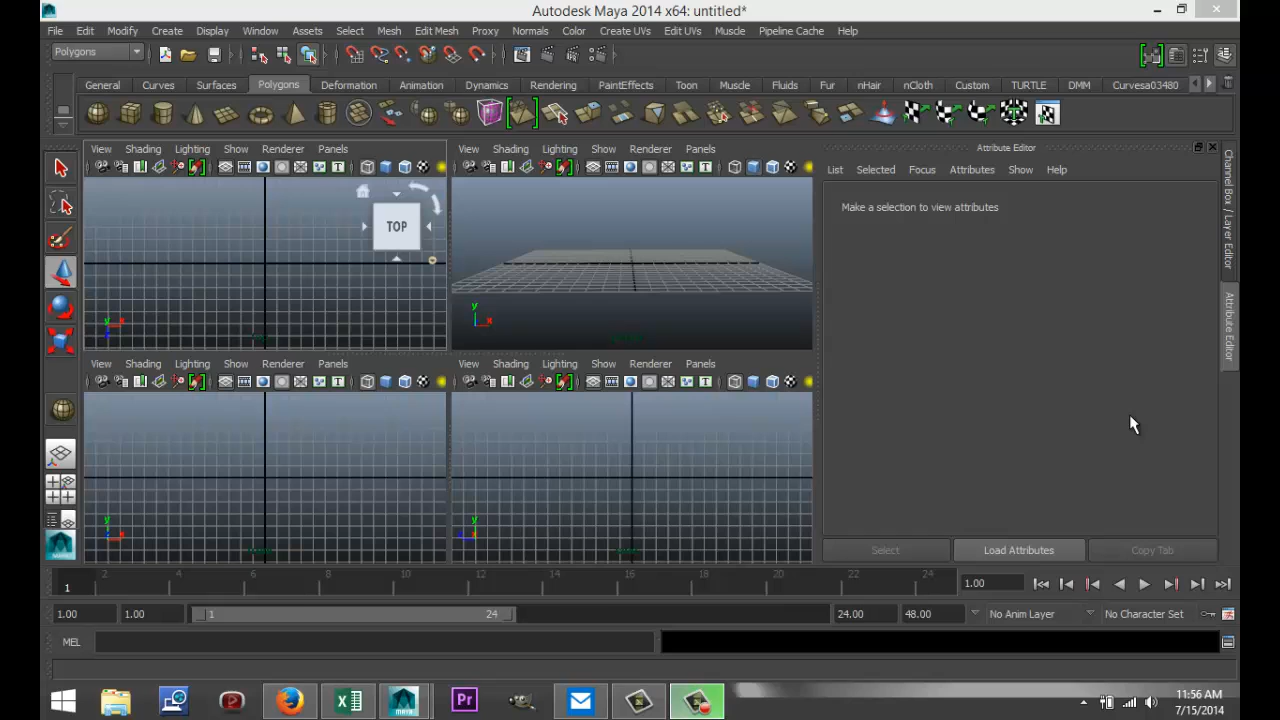 Autodesk Maya 2014 x64: untitled*
File Edit Modify Create Display Window Assets Select Mesh Edit Mesh Proxy Normals Color Create UVs Edit UVs Muscle Pipeline Cache Help
Polygons
General Curves Surfaces Polygons Deformation Animation Dynamics Rendering PaintEffects Toon Muscle Fluids Fur nHair nCloth Custom TURTLE DMM Curvesa03480
View Shading Lighting Show Renderer Panels
View Shading Lighting Show Renderer Panels
Attribute Editor
List Selected Focus Attributes Show Help
Make a selection to view attributes
TOP
y
x
z
y
x
Channel Box / Layer Editor
Attribute Editor
View Shading Lighting Show Renderer Panels
View Shading Lighting Show Renderer Panels
y
x
y
Select Load Attributes Copy Tab
1 2 4 6 8 10 12 14 16 18 20 22 24 1.00
1.00 1.00 1 24 24.00 48.00 No Anim Layer No Character Set
MEL
MAYA
Pr
11:56 AM
7/15/2014